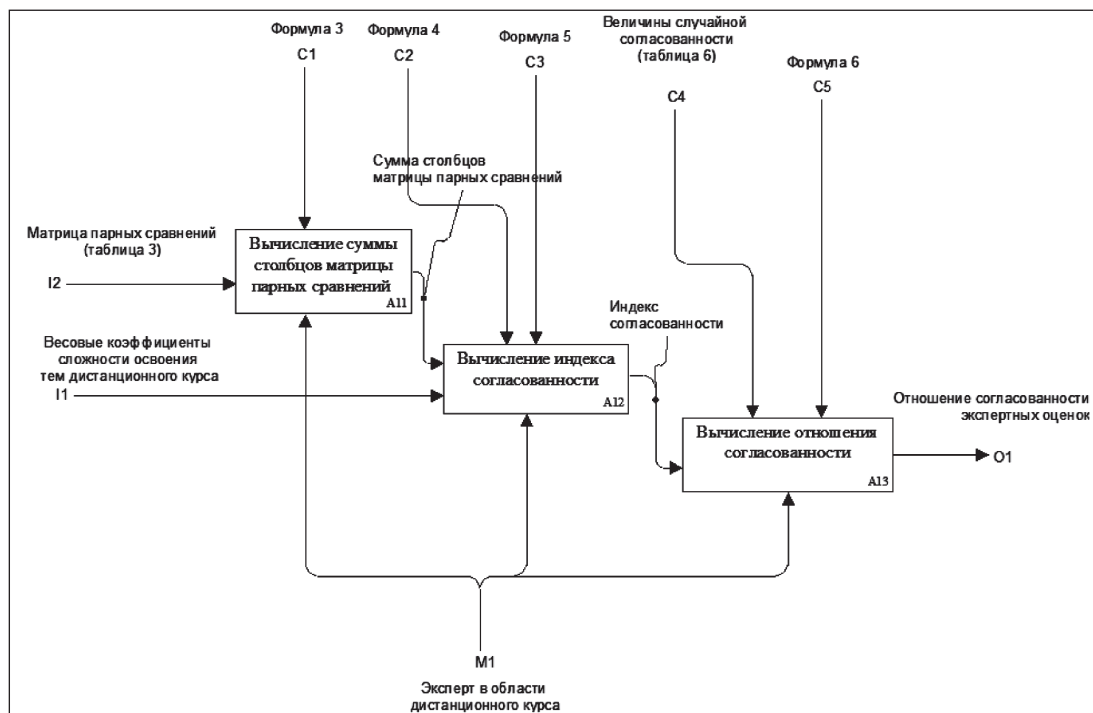 Формула 3
C1
Формула 4
C2
Формула 5
C3
Величины случайной
согласованности
(таблица 6)
C4
Формула 6
C5
Сумма столбцов
матрицы парных сравнений
Матрица парных сравнений
(таблица 3)
I2
Вычисление суммы
столбцов матрицы
парных сравнений
A11
Весовые коэффициенты
сложности освоения
тем дистанционного курса
I1
Вычисление индекса
согласованности
A12
Индекс
согласованности
Вычисление отношения
согласованности
A13
Отношение согласованности
экспертных оценок
O1
M1
Эксперт в области
дистанционного курса